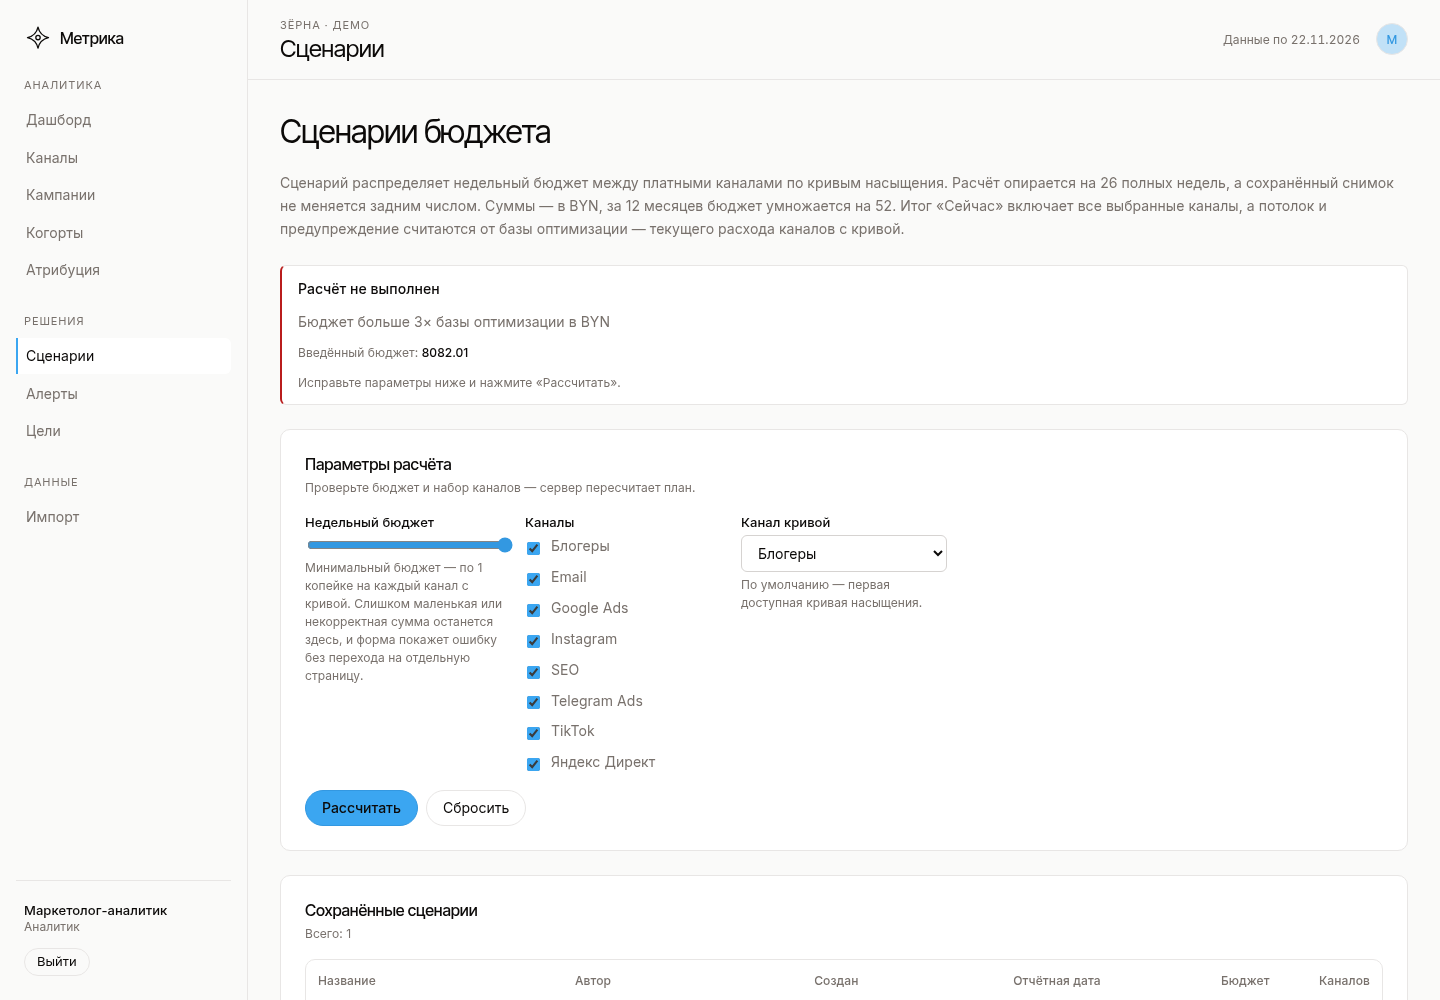 Метрика
АНАЛИТИКА
Дашборд
Каналы
Кампании
Когорты
Атрибуция
РЕШЕНИЯ
Сценарии
Алерты
Цели
ДАННЫЕ
Импорт
Маркетолог-аналитик
Аналитик
Выйти
ЗЁРНА · ДЕМО
Сценарии
Данные по 22.11.2026
М
Сценарии бюджета
Сценарий распределяет недельный бюджет между платными каналами по кривым насыщения. Расчёт опирается на 26 полных недель, а сохранённый снимок
не меняется задним числом. Суммы — в BYN, за 12 месяцев бюджет умножается на 52. Итог «Сейчас» включает все выбранные каналы, а потолок и
предупреждение считаются от базы оптимизации — текущего расхода каналов с кривой.
Расчёт не выполнен
Бюджет больше 3× базы оптимизации в BYN
Введённый бюджет: 8082.01
Исправьте параметры ниже и нажмите «Рассчитать».
Параметры расчёта
Проверьте бюджет и набор каналов — сервер пересчитает план.
Недельный бюджет
Минимальный бюджет — по 1
копейке на каждый канал с
кривой. Слишком маленькая или
некорректная сумма останется
здесь, и форма покажет ошибку
без перехода на отдельную
страницу.
Каналы
Блогеры
Email
Google Ads
Instagram
SEO
Telegram Ads
TikTok
Яндекс Директ
Канал кривой
Блогеры
По умолчанию — первая
доступная кривая насыщения.
Рассчитать
Сбросить
Сохранённые сценарии
Всего: 1
Название
Автор
Создан
Отчётная дата
Бюджет
Каналов